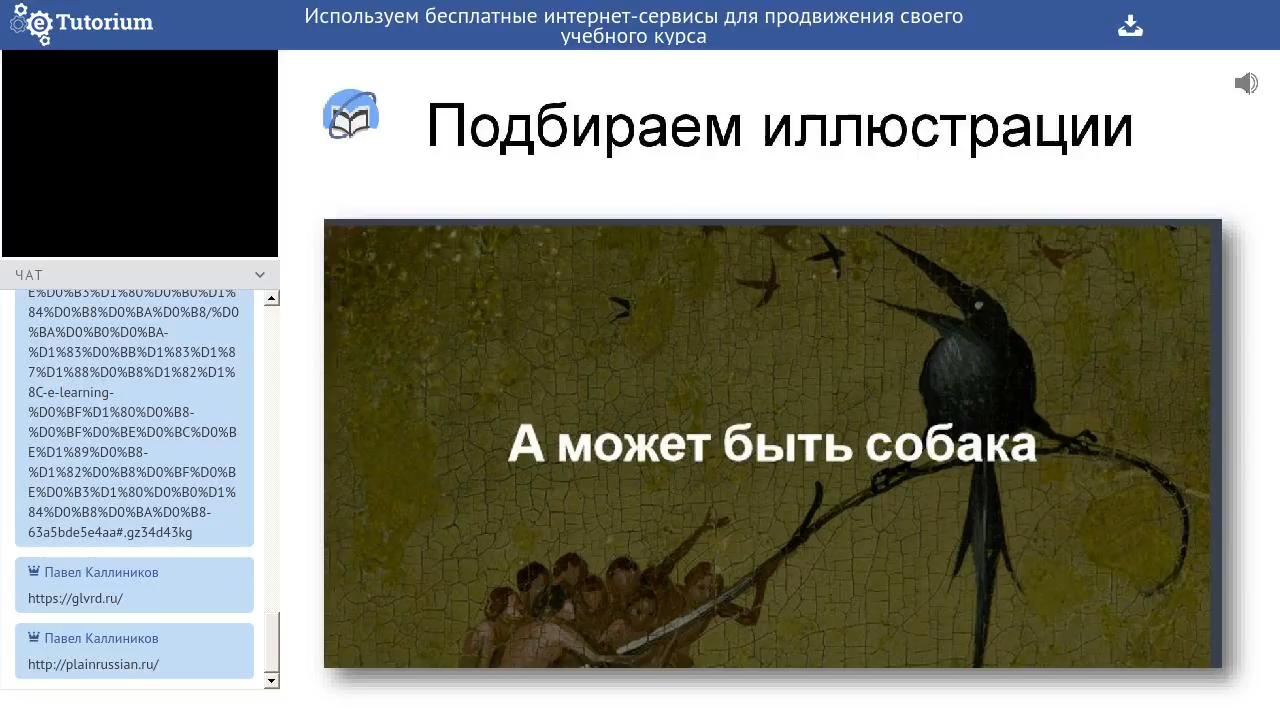 eTutorium
Используем бесплатные интернет-сервисы для продвижения своего
учебного курса
Подбираем иллюстрации
А может быть собака
ЧАТ
E%D0%B3%D1%80%D0%B0%D1%
84%D0%B8%D0%BA%D0%B8/%D0
%BA%D0%B0%D0%BA-
%D1%83%D0%BB%D1%83%D1%8
7%D1%88%D0%B8%D1%82%D1%
8C-e-learning-
%D0%BF%D1%80%D0%B8-
%D0%BF%D0%BE%D0%BC%D0%B
E%D1%89%D0%B8-
%D1%82%D0%B8%D0%BF%D0%B
E%D0%B3%D1%80%D0%B0%D1%
84%D0%B8%D0%BA%D0%B8-
63a5bde5e4aa#.gz34d43kg
Павел Каллиников
https://glvrd.ru/
Павел Каллиников
http://plainrussian.ru/